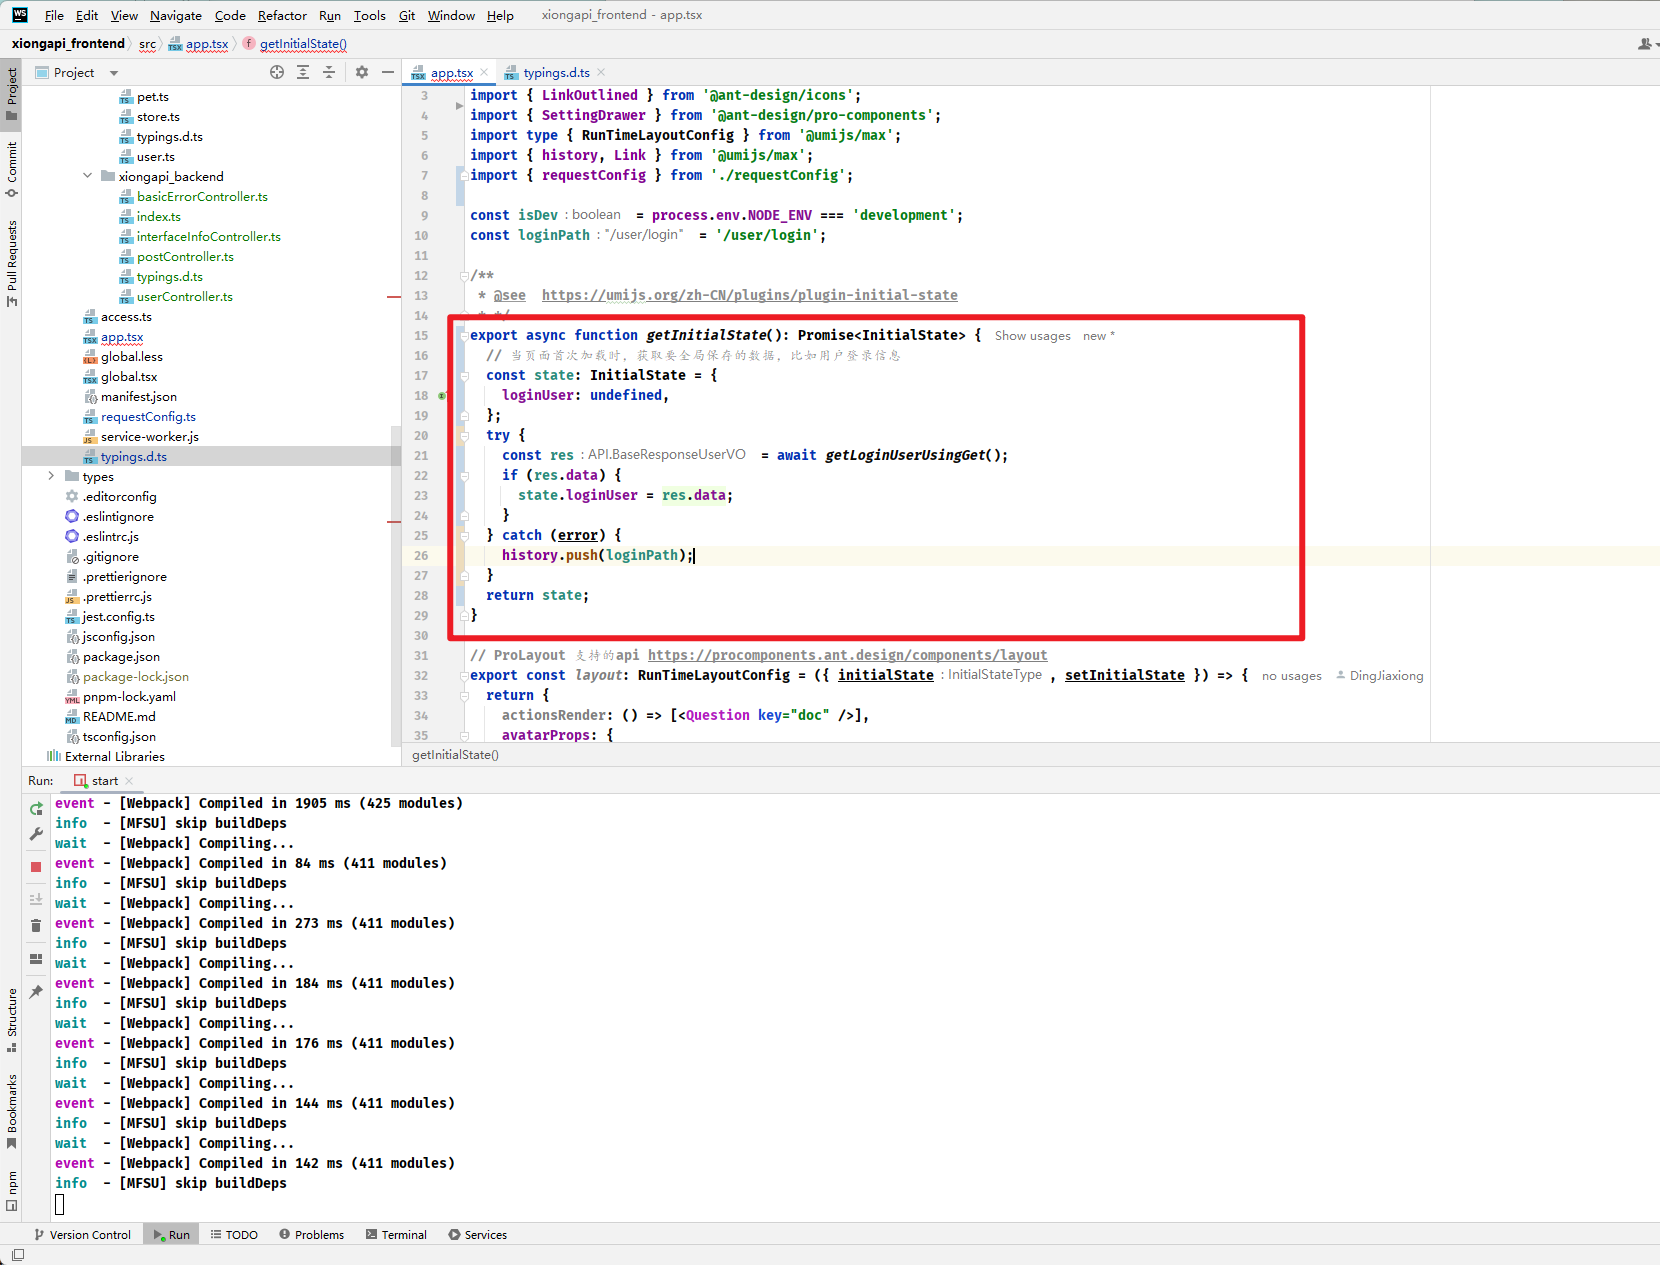 WS File Edit View Navigate Code Refactor Run Tools Git Window Help xiongapi_frontend - app.tsx
xiongapi_frontend src app.tsx f getInitialState()
Project
Commit
Pull Requests
Structure
Bookmarks
npm
Project
pet.ts
store.ts
typings.d.ts
user.ts
xiongapi_backend
basicErrorController.ts
index.ts
interfaceInfoController.ts
postController.ts
typings.d.ts
userController.ts
access.ts
app.tsx
global.less
global.tsx
manifest.json
requestConfig.ts
service-worker.js
typings.d.ts
types
.editorconfig
.eslintignore
.eslintrc.js
.gitignore
.prettierignore
.prettierrc.js
jest.config.ts
jsconfig.json
package.json
package-lock.json
pnpm-lock.yaml
README.md
tsconfig.json
External Libraries
app.tsx typings.d.ts
3 import { LinkOutlined } from '@ant-design/icons';
4 import { SettingDrawer } from '@ant-design/pro-components';
5 import type { RunTimeLayoutConfig } from '@umijs/max';
6 import { history, Link } from '@umijs/max';
7 import { requestConfig } from './requestConfig';
8
9 const isDev : boolean = process.env.NODE_ENV === 'development';
10 const loginPath : "/user/login" = '/user/login';
11
12 /**
13 * @see https://umijs.org/zh-CN/plugins/plugin-initial-state
14 * */
15 export async function getInitialState(): Promise<InitialState> { Show usages new *
16 // 当页面首次加载时，获取要全局保存的数据，比如用户登录信息
17 const state: InitialState = {
18 loginUser: undefined,
19 };
20 try {
21 const res : API.BaseResponseUserVO = await getLoginUserUsingGet();
22 if (res.data) {
23 state.loginUser = res.data;
24 }
25 } catch (error) {
26 history.push(loginPath);
27 }
28 return state;
29 }
30
31 // ProLayout 支持的api https://procomponents.ant.design/components/layout
32 export const layout: RunTimeLayoutConfig = ({ initialState : InitialStateType , setInitialState }) => { no usages DingJiaxiong
33 return {
34 actionsRender: () => [<Question key="doc" />],
35 avatarProps: {
getInitialState()
Run: start
event - [Webpack] Compiled in 1905 ms (425 modules)
info - [MFSU] skip buildDeps
wait - [Webpack] Compiling...
event - [Webpack] Compiled in 84 ms (411 modules)
info - [MFSU] skip buildDeps
wait - [Webpack] Compiling...
event - [Webpack] Compiled in 273 ms (411 modules)
info - [MFSU] skip buildDeps
wait - [Webpack] Compiling...
event - [Webpack] Compiled in 184 ms (411 modules)
info - [MFSU] skip buildDeps
wait - [Webpack] Compiling...
event - [Webpack] Compiled in 176 ms (411 modules)
info - [MFSU] skip buildDeps
wait - [Webpack] Compiling...
event - [Webpack] Compiled in 144 ms (411 modules)
info - [MFSU] skip buildDeps
wait - [Webpack] Compiling...
event - [Webpack] Compiled in 142 ms (411 modules)
info - [MFSU] skip buildDeps
Version Control Run TODO Problems Terminal Services